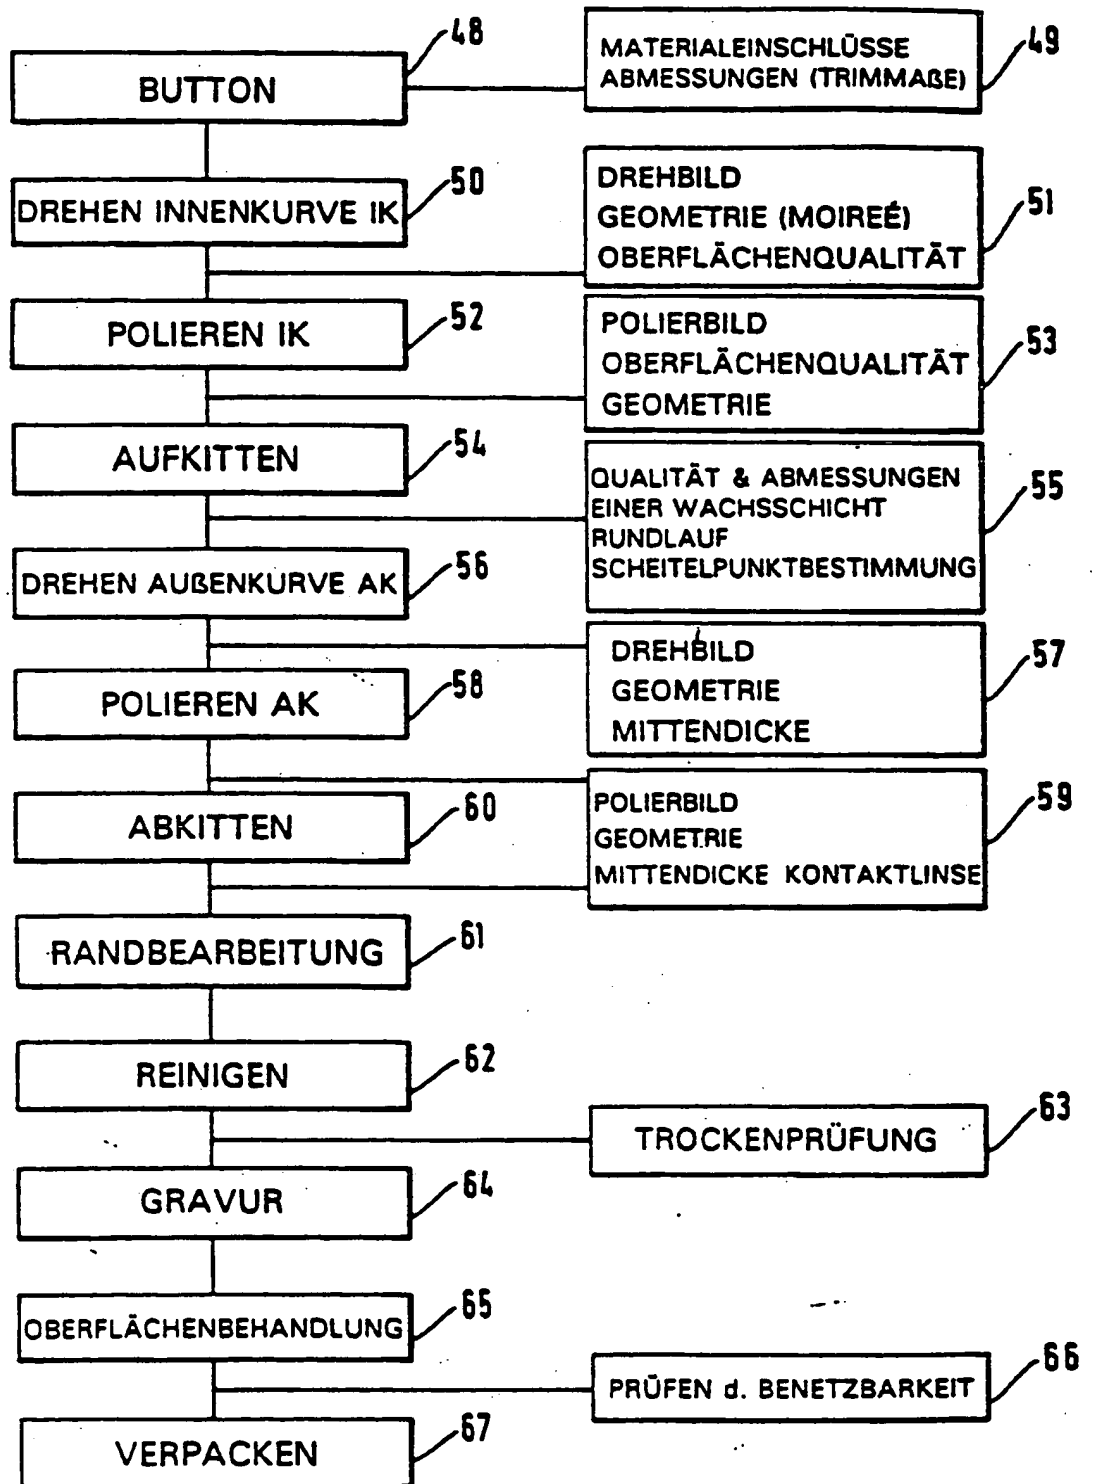 48
BUTTON
49
MATERIALEINSCHLÜSSE
ABMESSUNGEN (TRIMMAßE)
50
DREHEN INNENKURVE IK
51
DREHBILD
GEOMETRIE (MOIREÉ)
OBERFLÄCHENQUALITÄT
52
POLIEREN IK
53
POLIERBILD
OBERFLÄCHENQUALITÄT
GEOMETRIE
54
AUFKITTEN
55
QUALITÄT & ABMESSUNGEN
EINER WACHSSCHICHT
RUNDLAUF
SCHEITELPUNKTBESTIMMUNG
56
DREHEN AUßENKURVE AK
57
DREHBILD
GEOMETRIE
MITTENDICKE
58
POLIEREN AK
59
POLIERBILD
GEOMETRIE
MITTENDICKE KONTAKTLINSE
60
ABKITTEN
61
RANDBEARBEITUNG
62
REINIGEN
63
TROCKENPRÜFUNG
64
GRAVUR
65
OBERFLÄCHENBEHANDLUNG
66
PRÜFEN d. BENETZBARKEIT
67
VERPACKEN